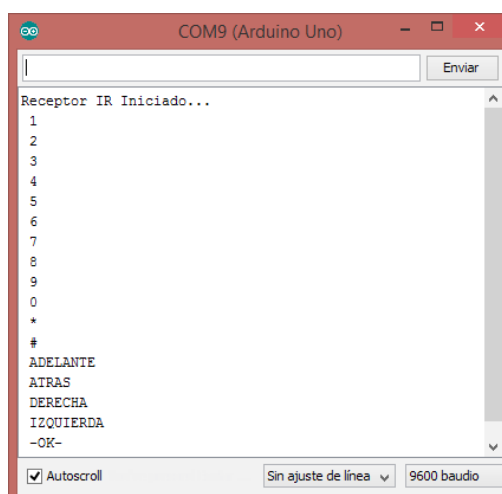 COM9 (Arduino Uno)
Enviar
Receptor IR Iniciado...
1
2
3
4
5
6
7
8
9
0
*
#
ADELANTE
ATRAS
DERECHA
IZQUIERDA
-OK-
Autoscroll
Sin ajuste de línea
9600 baudio